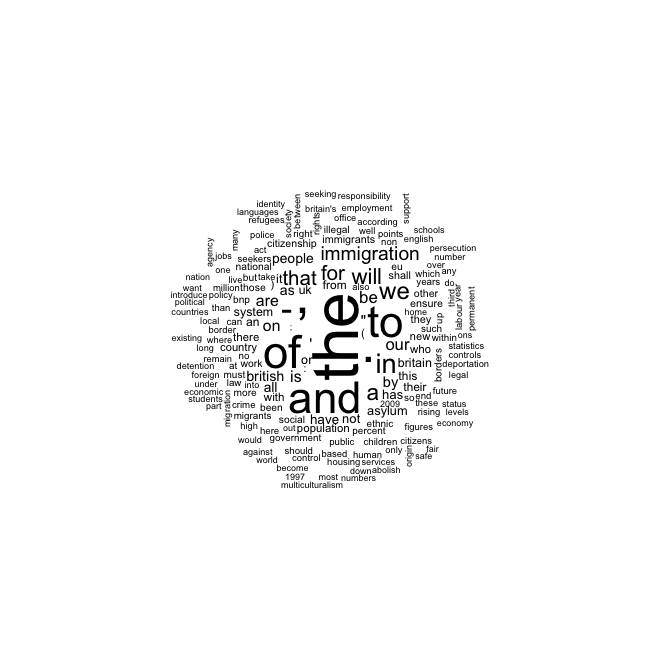 seeking responsibility
identity
languages
refugees
society
between
britain's employment
office
according
support
rights
police
right
illegal well points
schools
many
agency
citizenship
immigrants non english
act
people immigration
persecution
jobs
seekers
number
one national
that for will
eu
over
nation
live but take it
shall which any
want million those )
as uk from also
we
years do
introduce policy
bnp are
be
other
third
labour year
permanent
political
than system
- ,
the
"
to
ensure
countries
home
local can an on :
(
they up
border
such
existing where there
of
'
or
.
in
our
new within ons
long country
who
statistics
remain no
borders
controls
detention at work
:
britain
deportation
foreign must british is
by this
legal
under law into all
and
a
has their
future
economic
so end
students more
with
2009 these status
part crime been
asylum
rising levels
migration
migrants
social have not
ethnic
economy
high here out population percent
figures
would government
public children citizens
against should
only
origin
fair
world control based human
safe
housing services
become
down abolish
1997 most numbers
multiculturalism